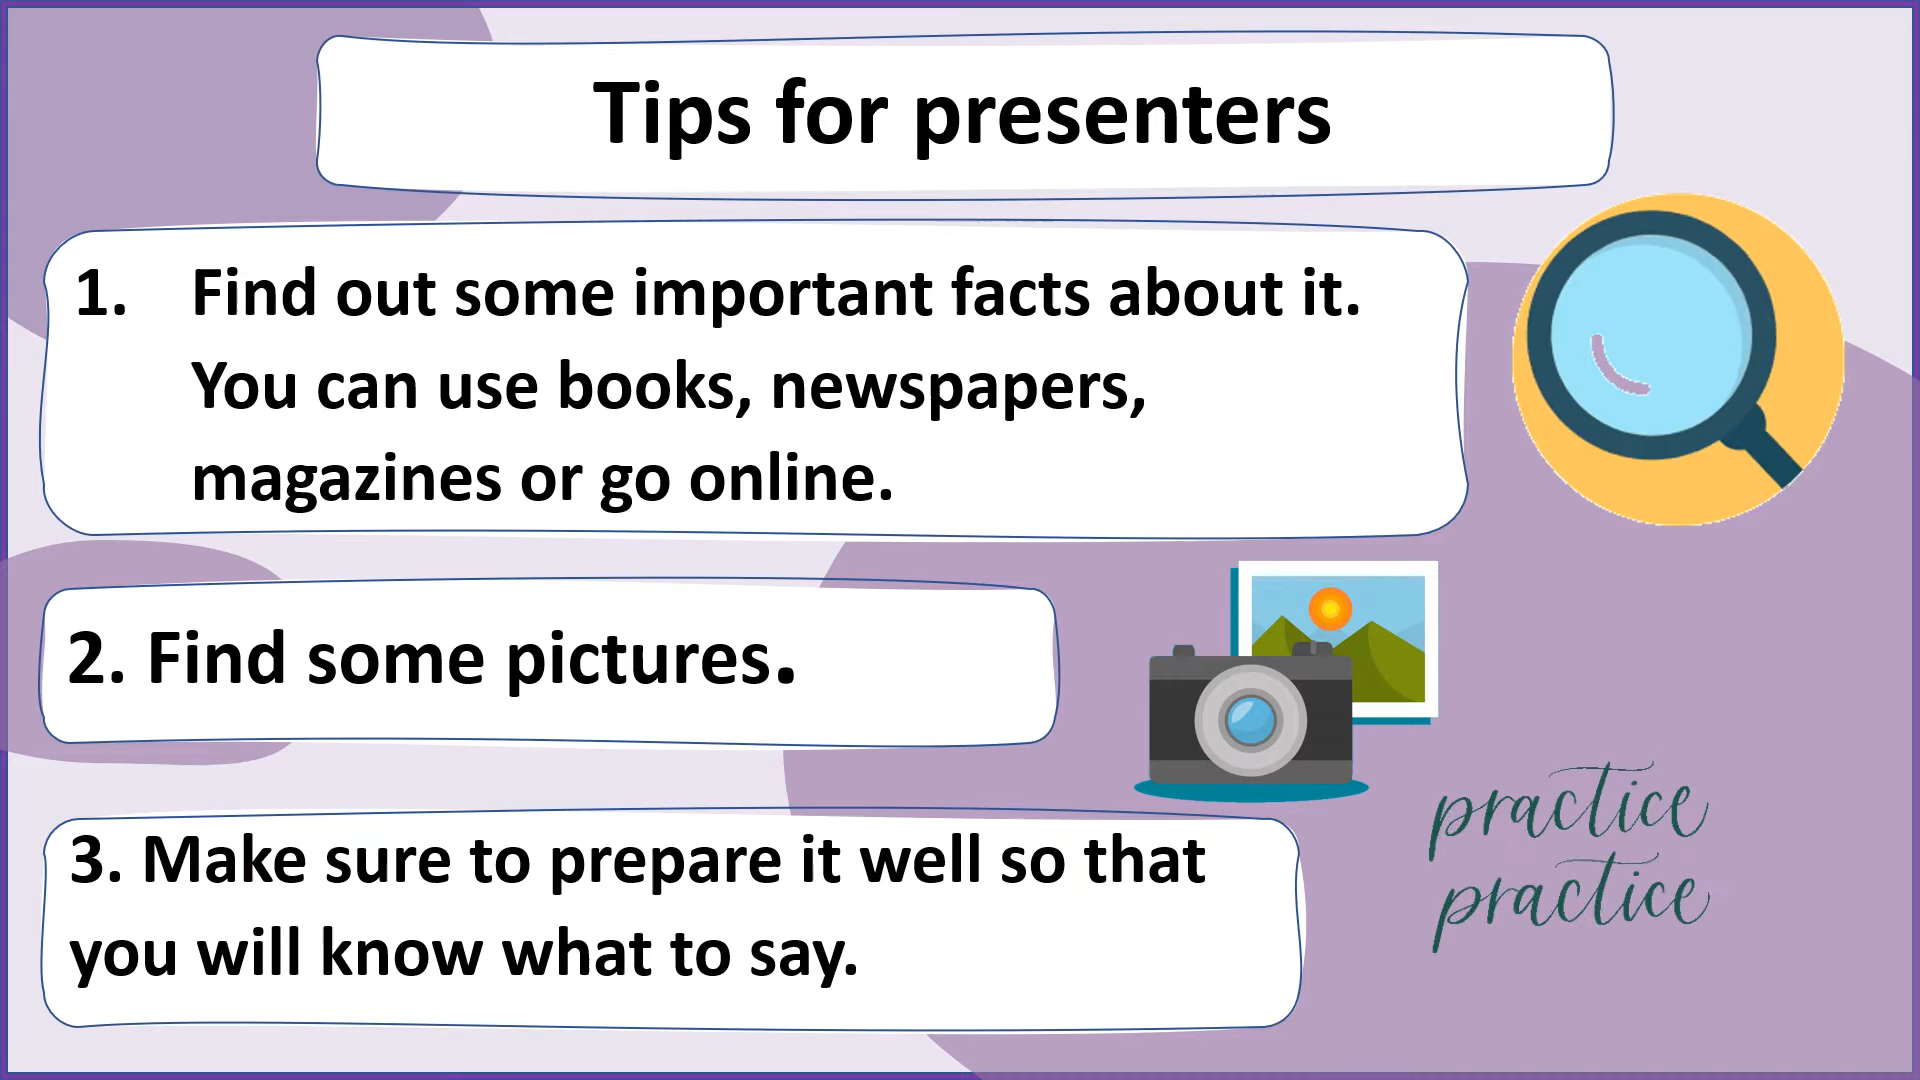 Tips for presenters
1. Find out some important facts about it.
You can use books, newspapers,
magazines or go online.
2. Find some pictures.
3. Make sure to prepare it well so that
you will know what to say.
practice
practice